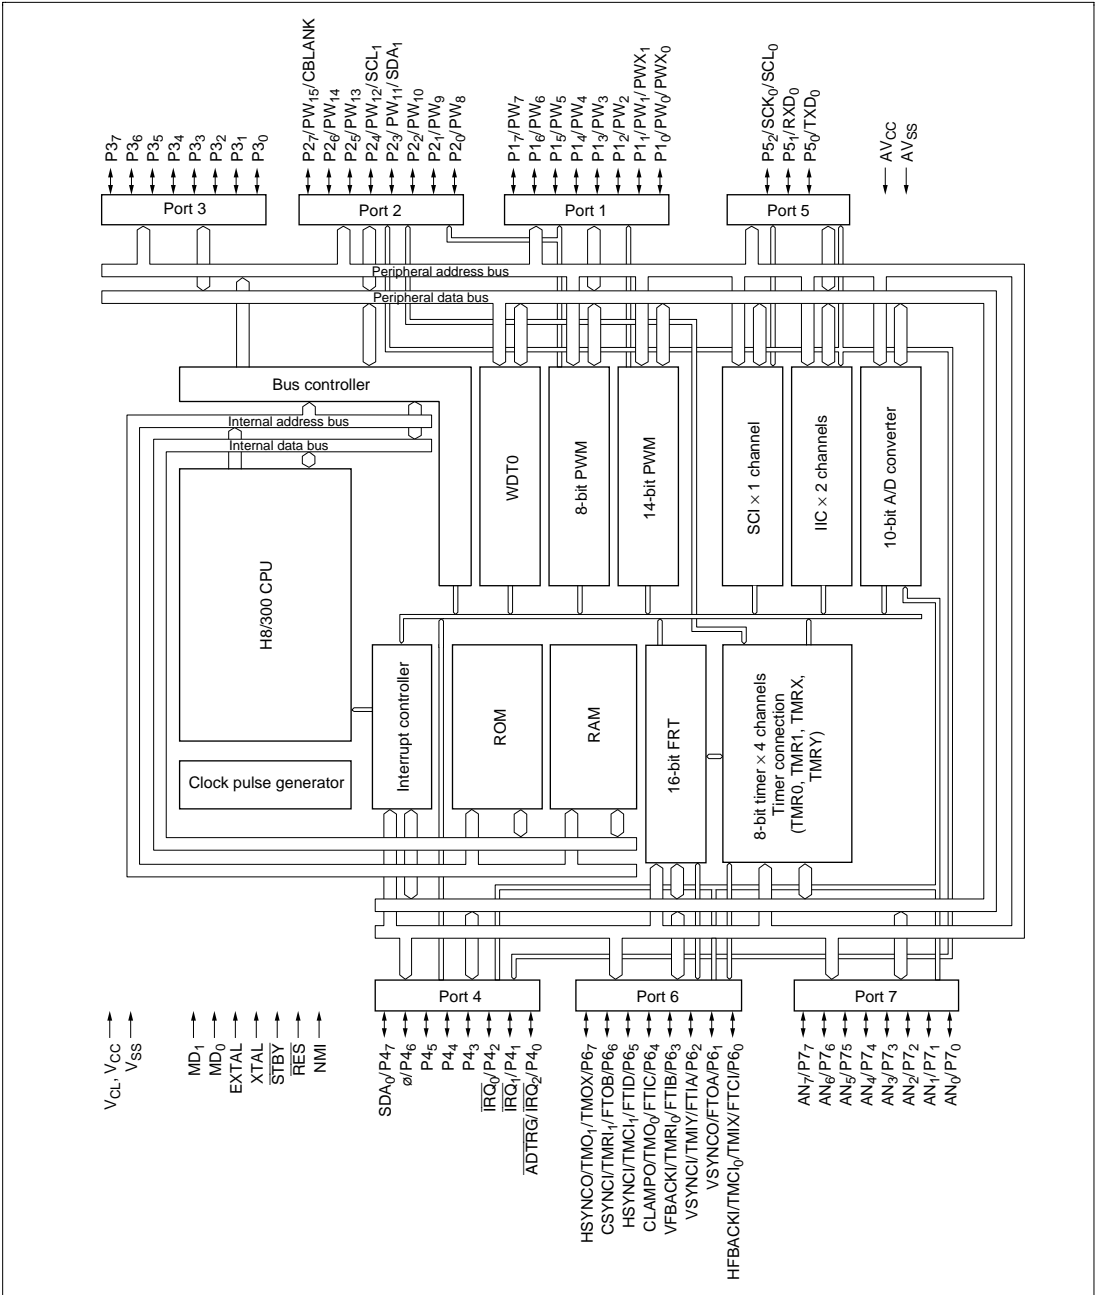 P3₇
P3₆
P3₅
P3₄
P3₃
P3₂
P3₁
P3₀
P2₇/PW₁₅/CBLANK
P2₆/PW₁₄
P2₅/PW₁₃
P2₄/PW₁₂/SCL₁
P2₃/PW₁₁/SDA₁
P2₂/PW₁₀
P2₁/PW₉
P2₀/PW₈
P1₇/PW₇
P1₆/PW₆
P1₅/PW₅
P1₄/PW₄
P1₃/PW₃
P1₂/PW₂
P1₁/PW₁/PWX₁
P1₀/PW₀/PWX₀
P5₂/SCK₀/SCL₀
P5₁/RXD₀
P5₀/TXD₀
AVCC
AVSS
Port 3
Port 2
Port 1
Port 5
Peripheral address bus
Peripheral data bus
Bus controller
Internal address bus
Internal data bus
WDT0
8-bit PWM
14-bit PWM
SCI × 1 channel
IIC × 2 channels
10-bit A/D converter
H8/300 CPU
Interrupt controller
ROM
RAM
16-bit FRT
8-bit timer × 4 channels
Timer connection
(TMR0, TMR1, TMRX,
TMRY)
Clock pulse generator
Port 4
Port 6
Port 7
VCL, VCC
VSS
MD₁
MD₀
EXTAL
XTAL
S̅T̅B̅Y̅
R̅E̅S̅
NMI
SDA₀/P4₇
ø/P4₆
P4₅
P4₄
P4₃
I̅R̅Q̅₀/P4₂
I̅R̅Q̅₁/P4₁
A̅D̅T̅R̅G̅/I̅R̅Q̅₂/P4₀
HSYNCO/TMO₁/TMOX/P6₇
CSYNCI/TMRI₁/FTOB/P6₆
HSYNCI/TMCI₁/FTID/P6₅
CLAMPO/TMO₀/FTIC/P6₄
VFBACKI/TMRI₀/FTIB/P6₃
VSYNCI/TMIY/FTIA/P6₂
VSYNCO/FTOA/P6₁
HFBACKI/TMCI₀/TMIX/FTCI/P6₀
AN₇/P7₇
AN₆/P7₆
AN₅/P75
AN₄/P7₄
AN₃/P7₃
AN₂/P7₂
AN₁/P7₁
AN₀/P7₀